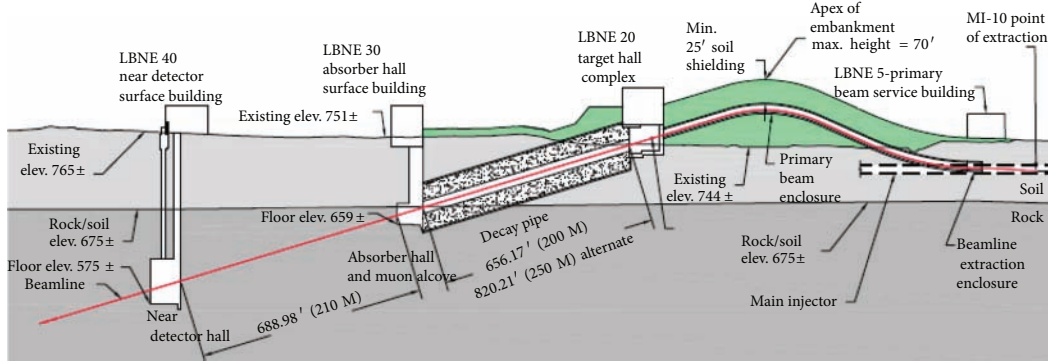 LBNE 40
near detector
surface building
LBNE 30
absorber hall
surface building
LBNE 20
target hall
complex
Min.
25′ soil
shielding
Apex of
embankment
max. height = 70′
MI-10 point
of extraction
LBNE 5-primary
beam service building
Existing elev. 751±
Existing
elev. 765±
Existing
elev. 744 ±
Primary
beam
enclosure
Soil
Rock
Rock/soil
elev. 675±
Floor elev. 659±
Decay pipe
656.17′ (200 M)
820.21′ (250 M) alternate
Rock/soil
elev. 675±
Beamline
extraction
enclosure
Floor elev. 575 ±
Beamline
Absorber hall
and muon alcove
Main injector
Near
detector hall
688.98′ (210 M)